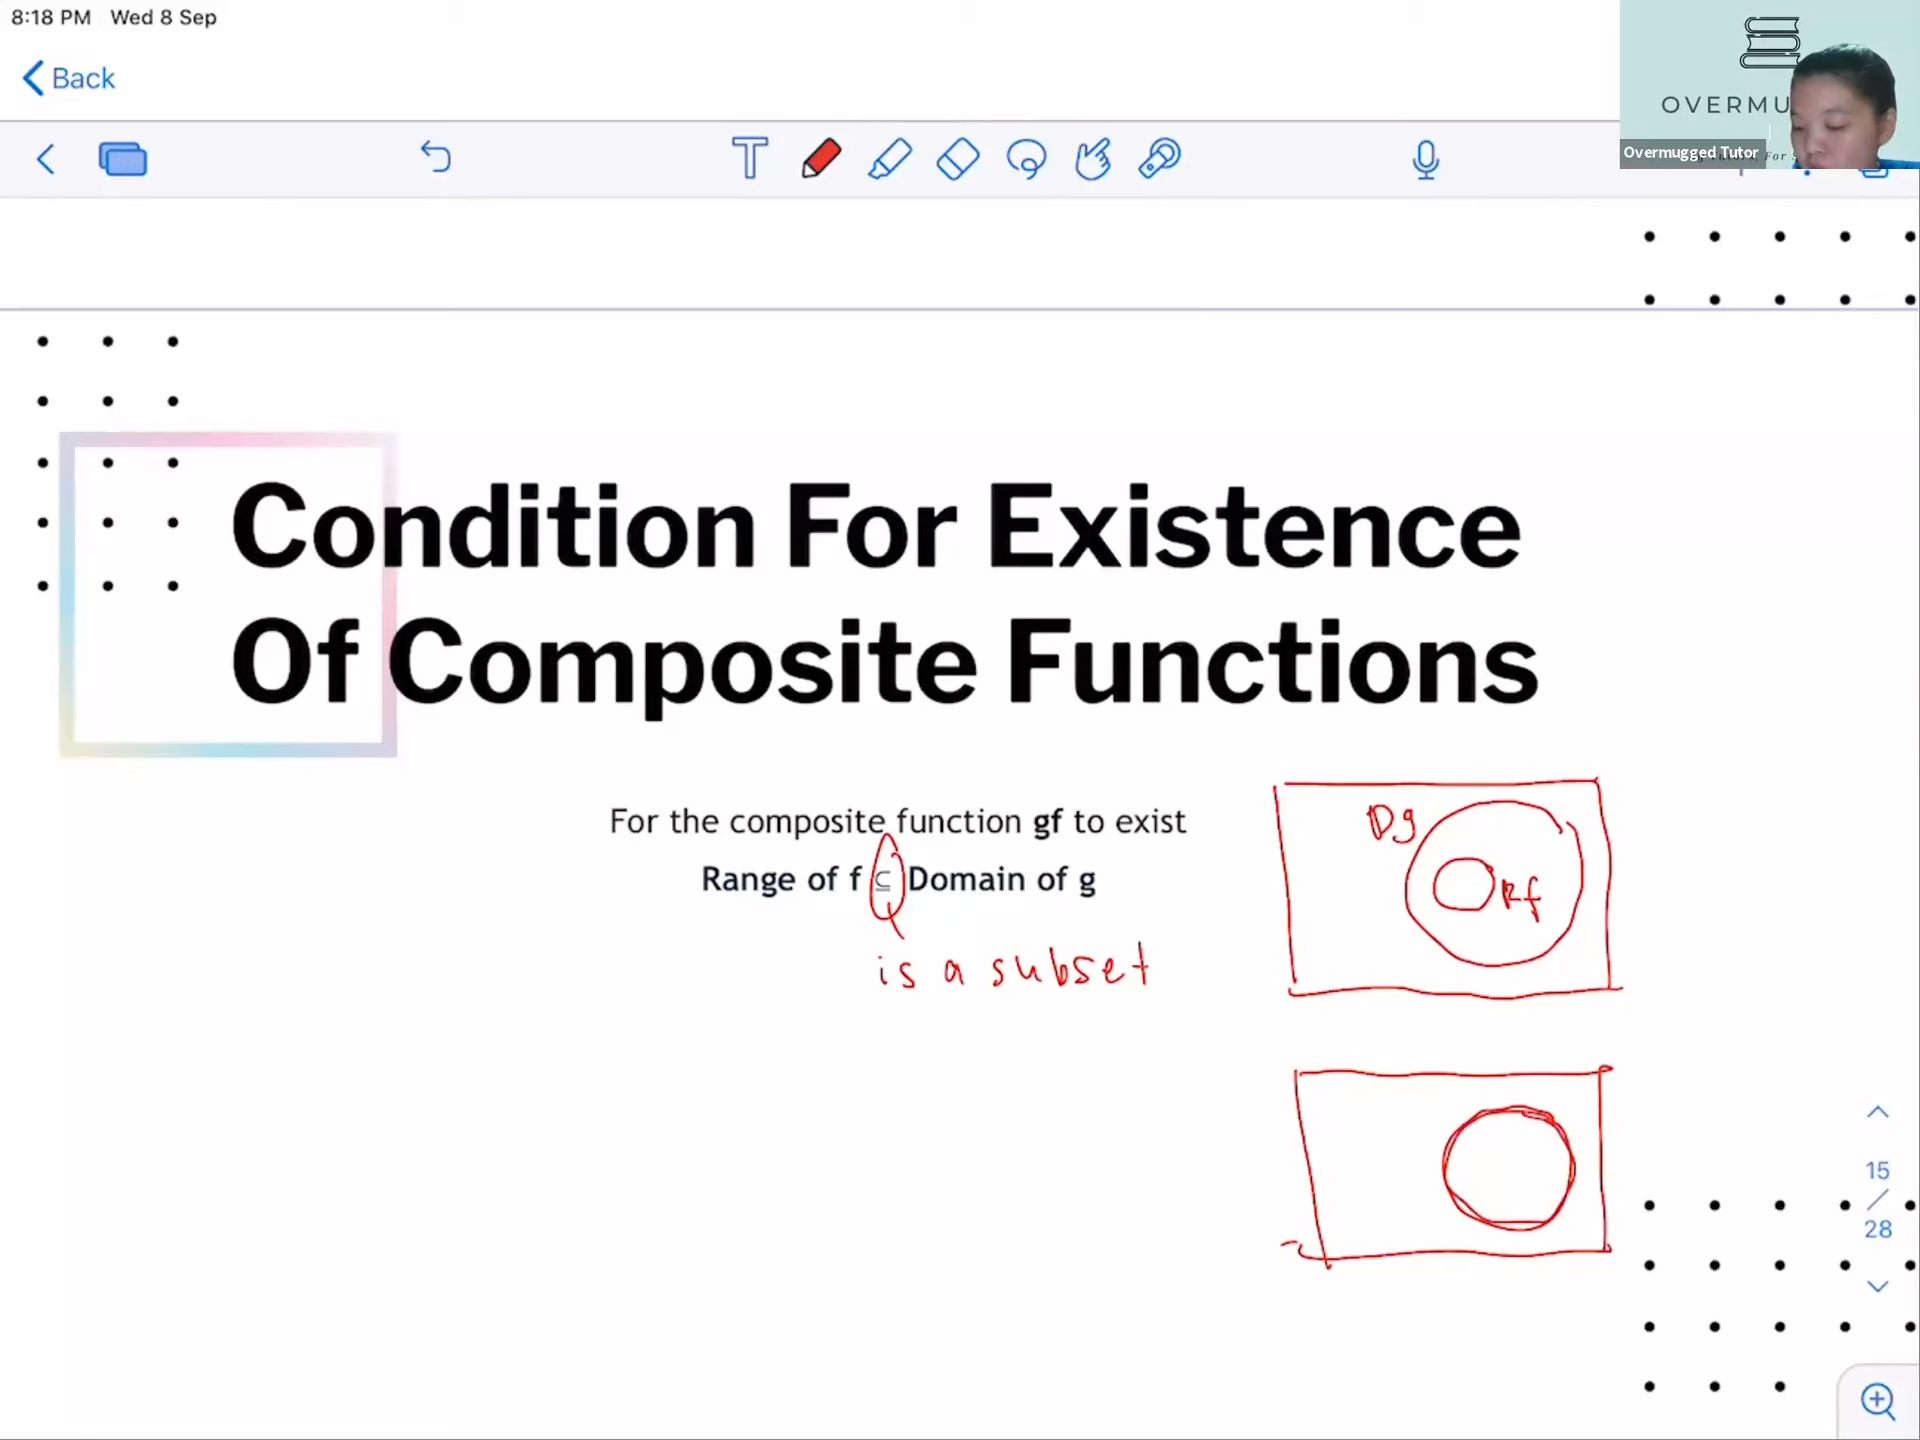 8:18 PM Wed 8 Sep
Back
OVERMU
Overmugged Tutor
For S
Condition For Existence
Of Composite Functions
For the composite function gf to exist
Range of f ⊆ Domain of g
is a subset
Dg
Rf
15
/
28